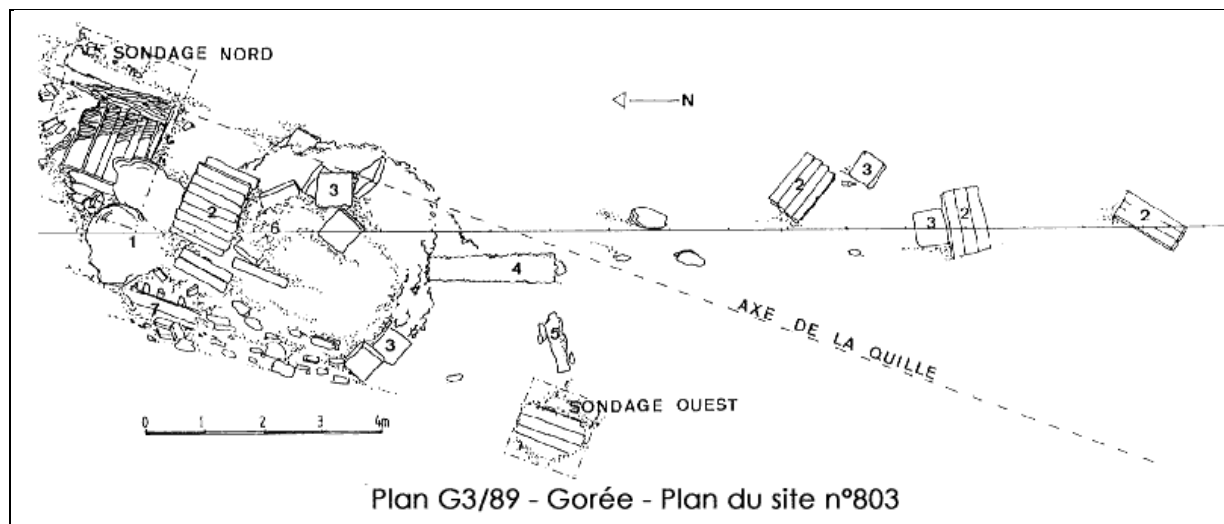 SONDAGE NORD
N
3
2
3
2
3
2
2
6
1
4
7
5
3
AXE DE LA QUILLE
SONDAGE OUEST
0 1 2 3 4m
Plan G3/89 - Gorée - Plan du site n°803